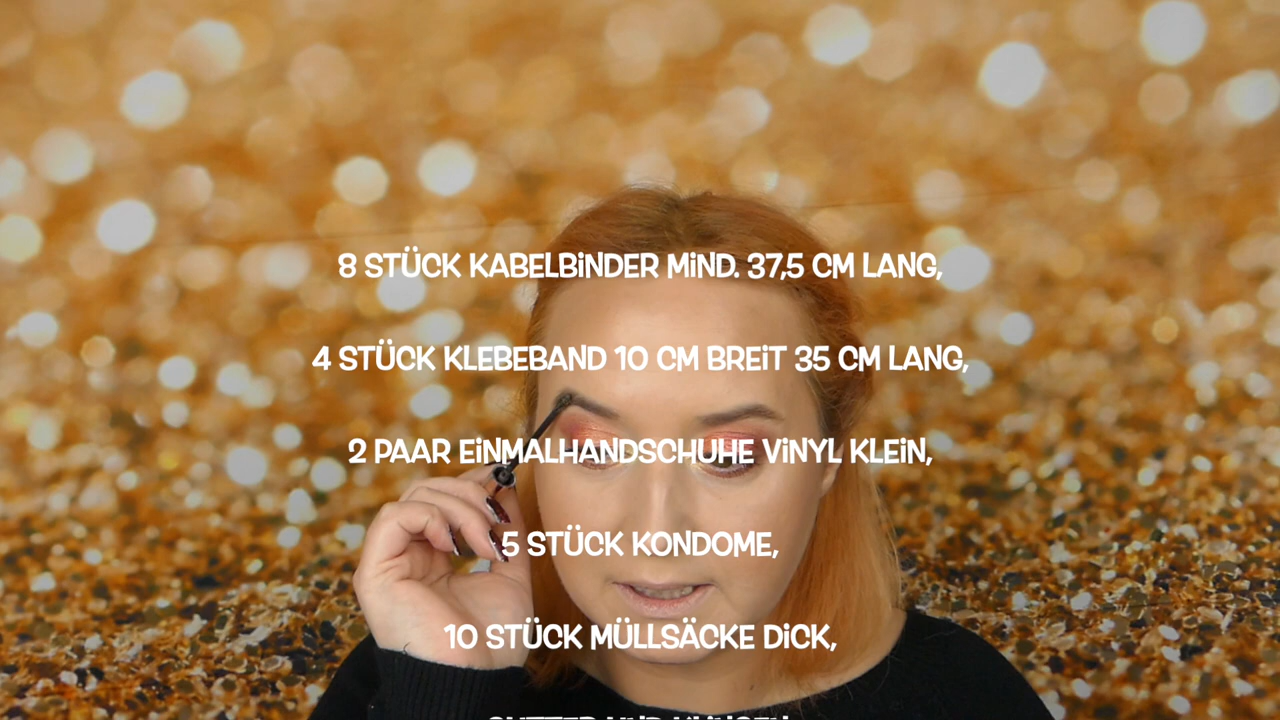 8 STÜCK KABELBINDER MIND. 37,5 CM LANG,
4 STÜCK KLEBEBAND 10 CM BREIT 35 CM LANG,
2 PAAR EINMALHANDSCHUHE VINYL KLEIN,
5 STÜCK KONDOME,
10 STÜCK MÜLLSÄCKE DICK,